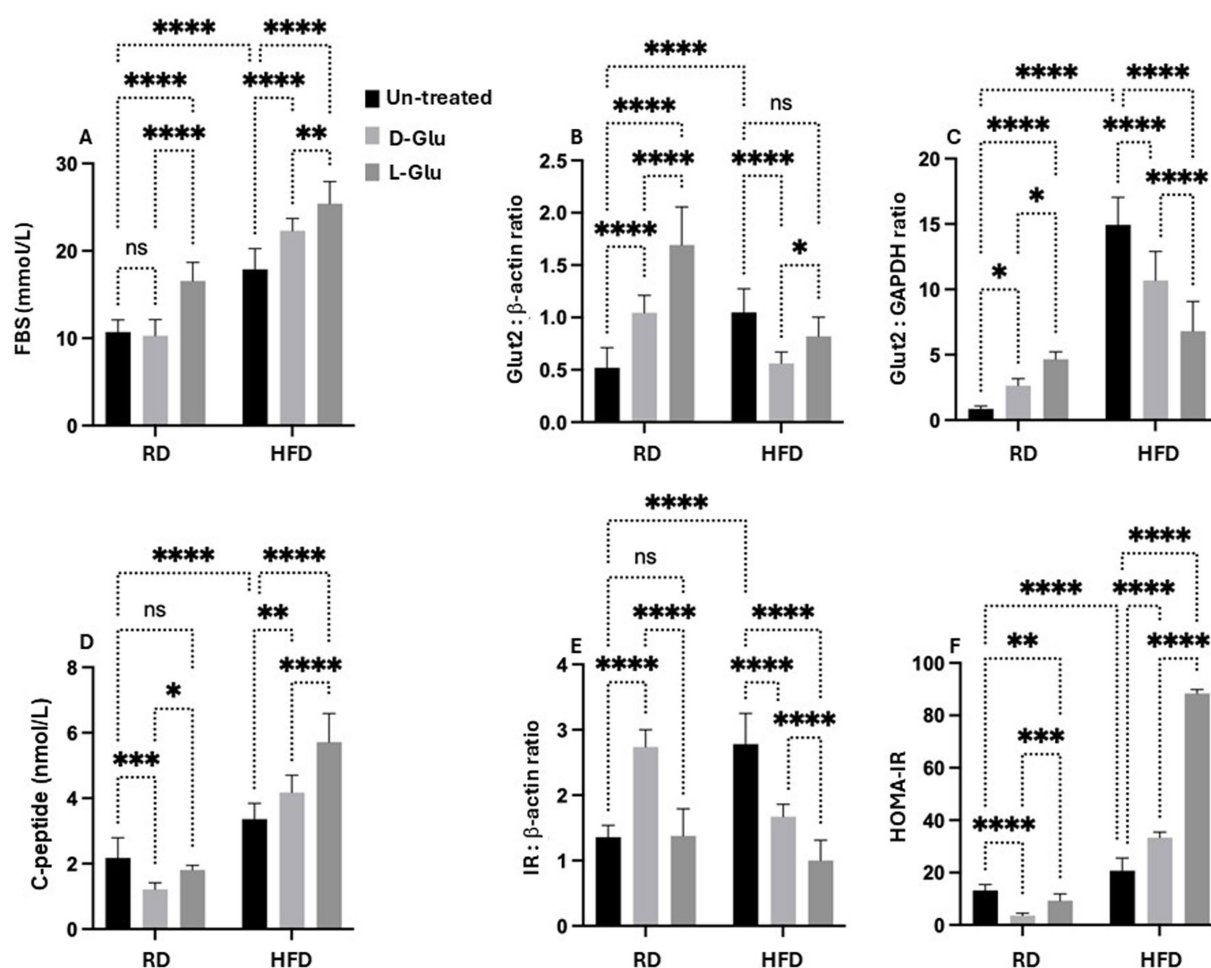 **** ****
**** ****
**** **
****
ns
Un-treated
D-Glu
L-Glu
A
FBS (mmol/L)
30
20
10
0
RD HFD
****
**** ns
**** ****
****
*
B
Glut2 : β-actin ratio
2.5
2.0
1.5
1.0
0.5
0.0
RD HFD
**** ****
**** ****
* ****
*
C
Glut2 : GAPDH ratio
20
15
10
5
0
RD HFD
**** ****
ns **
* ****
***
D
C-peptide (nmol/L)
8
6
4
2
0
RD HFD
****
ns
**** ****
**** ****
****
E
IR : β-actin ratio
4
3
2
1
0
RD HFD
****
**** ****
** ****
***
****
F
HOMA-IR
100
80
60
40
20
0
RD HFD